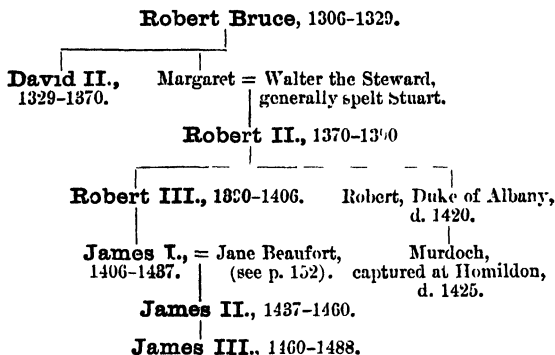 Robert Bruce, 1306-1329.
David II., Margaret = Walter the Steward,
1329-1370. generally spelt Stuart.
Robert II., 1370-1390
Robert III., 1390-1406. Robert, Duke of Albany,
d. 1420.
James I., = Jane Beaufort, Murdoch,
1406-1437. (see p. 152). captured at Homildon,
d. 1425.
James II., 1437-1460.
James III., 1460-1488.